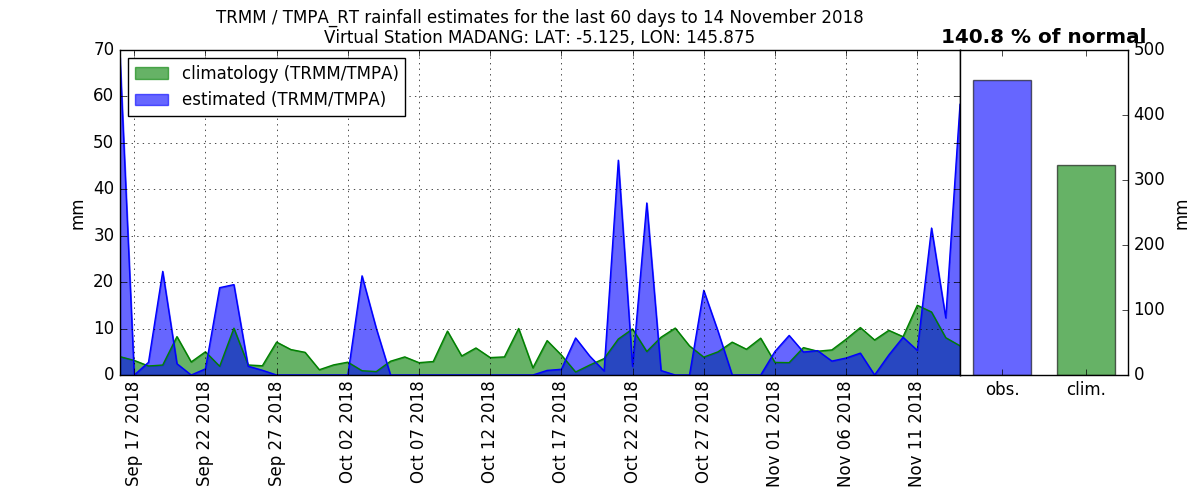 TRMM / TMPA_RT rainfall estimates for the last 60 days to 14 November 2018
Virtual Station MADANG: LAT: -5.125, LON: 145.875
140.8 % of normal
climatology (TRMM/TMPA)
estimated (TRMM/TMPA)
70
60
50
40
30
20
10
0
mm
500
400
300
200
100
0
mm
Sep 17 2018
Sep 22 2018
Sep 27 2018
Oct 02 2018
Oct 07 2018
Oct 12 2018
Oct 17 2018
Oct 22 2018
Oct 27 2018
Nov 01 2018
Nov 06 2018
Nov 11 2018
obs.
clim.